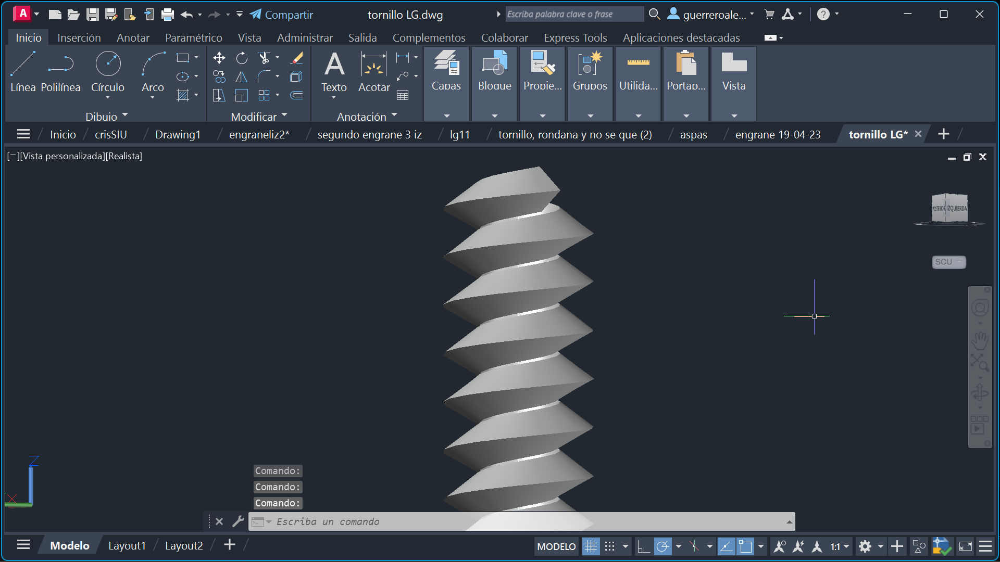 A
Compartir
tornillo LG.dwg
Escriba palabra clave o frase
guerreroale...
?
Inicio Inserción Anotar Paramétrico Vista Administrar Salida Complementos Colaborar Express Tools Aplicaciones destacadas
Línea Polilínea Círculo Arco
Texto Acotar
Capas Bloque Propie... Grupos Utilida... Portap... Vista
Dibujo Modificar Anotación
Inicio crisSIU Drawing1 engraneliz2* segundo engrane 3 iz lg11 tornillo, rondana y no se que (2) aspas engrane 19-04-23 tornillo LG*
[−][Vista personalizada][Realista]
POSTERIOR IZQUIERDA
SCU
Z
X
Comando:
Comando:
Comando:
Escriba un comando
Modelo Layout1 Layout2
MODELO
1:1